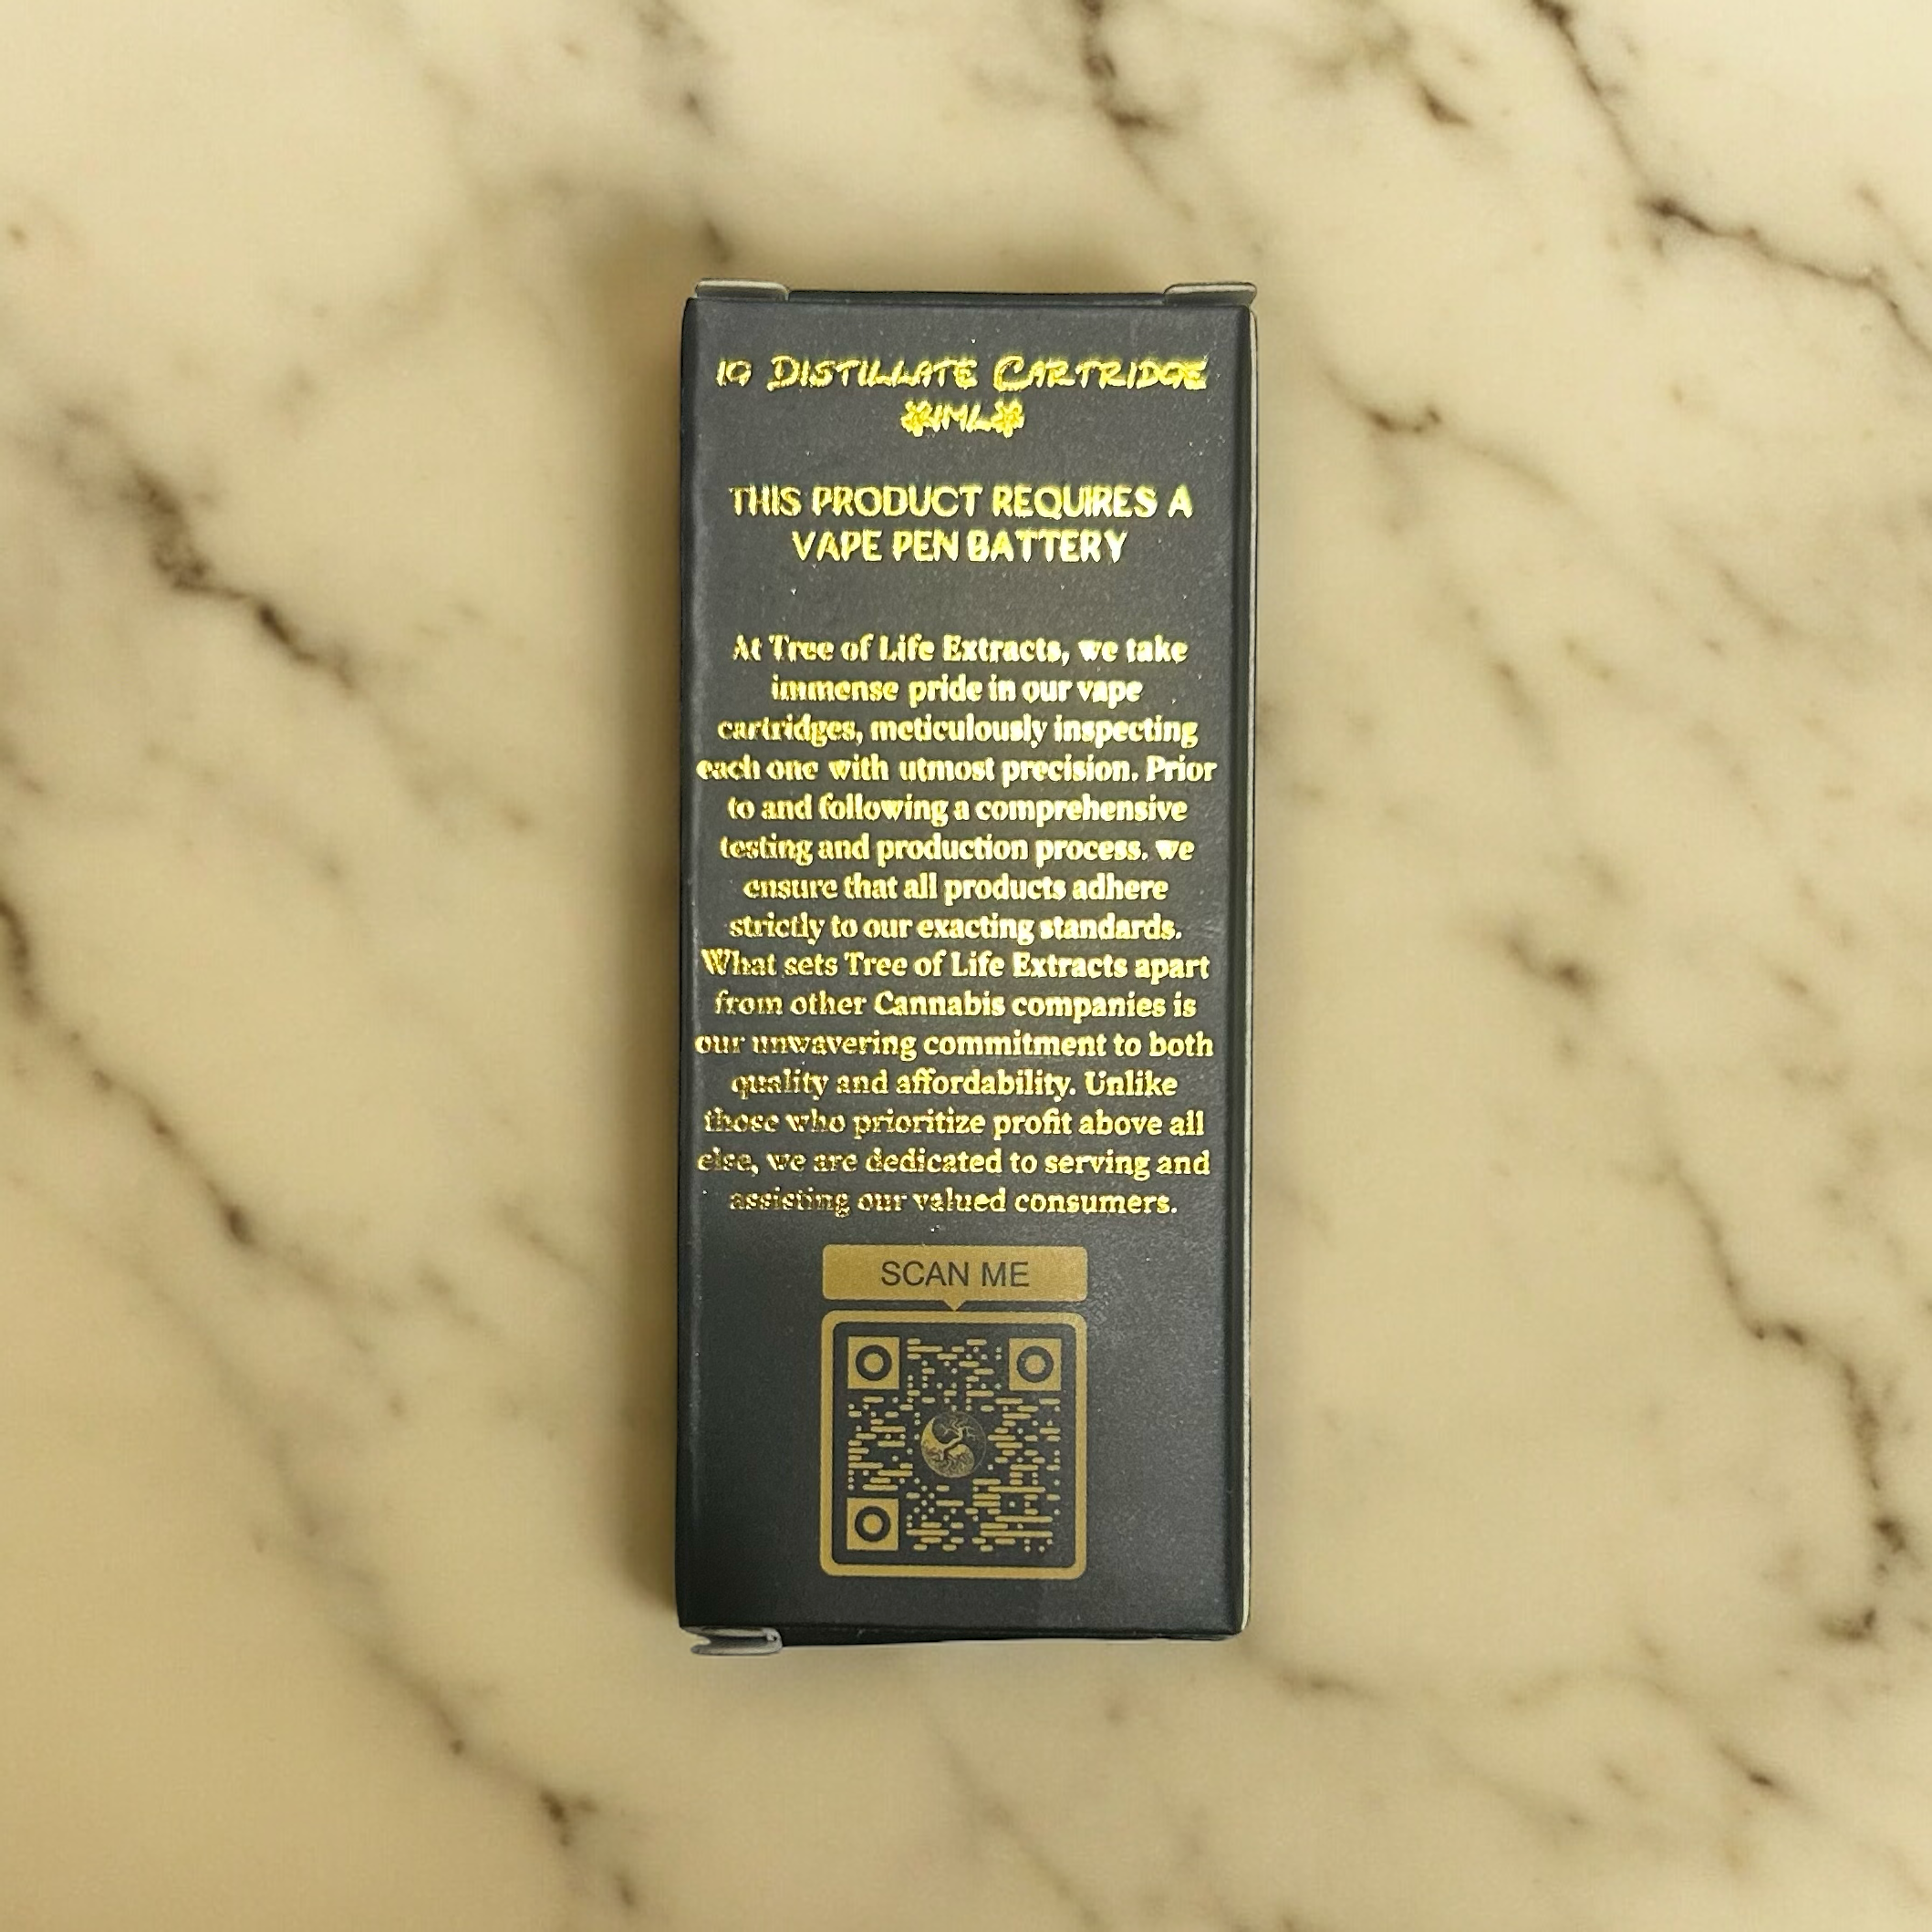 1G DISTILLATE CARTRIDGE
*1ML*
THIS PRODUCT REQUIRES A
VAPE PEN BATTERY
At Tree of Life Extracts, we take
immense pride in our vape
cartridges, meticulously inspecting
each one with utmost precision. Prior
to and following a comprehensive
testing and production process. we
ensure that all products adhere
strictly to our exacting standards.
What sets Tree of Life Extracts apart
from other Cannabis companies is
our unwavering commitment to both
quality and affordability. Unlike
those who prioritize profit above all
else, we are dedicated to serving and
assisting our valued consumers.
SCAN ME